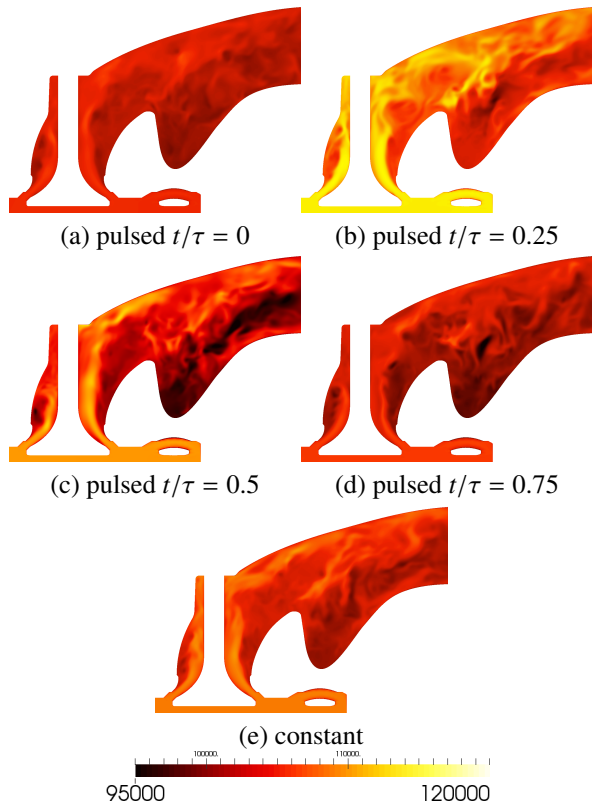 (a) pulsed t/τ = 0
(b) pulsed t/τ = 0.25
(c) pulsed t/τ = 0.5
(d) pulsed t/τ = 0.75
(e) constant
100000. 110000.
95000 120000